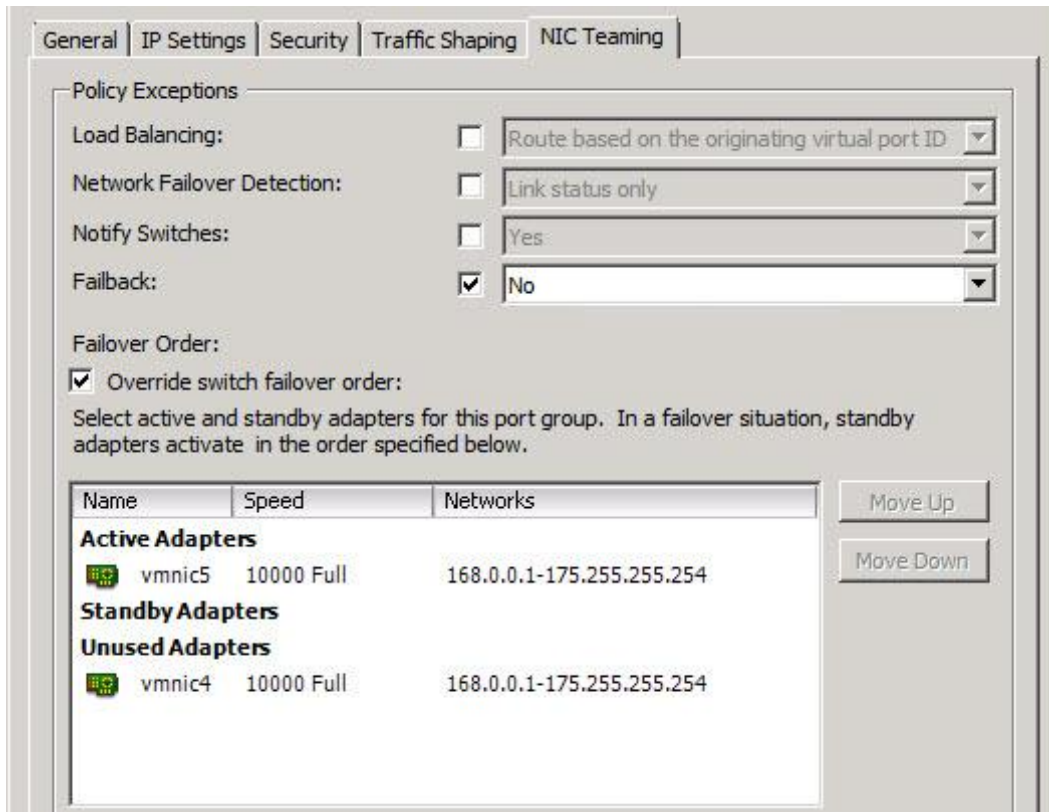 General IP Settings Security Traffic Shaping NIC Teaming
Policy Exceptions
Load Balancing: Route based on the originating virtual port ID
Network Failover Detection: Link status only
Notify Switches: Yes
Failback: No
Failover Order:
Override switch failover order:
Select active and standby adapters for this port group. In a failover situation, standby
adapters activate in the order specified below.
Name Speed Networks Move Up
Active Adapters
vmnic5 10000 Full 168.0.0.1-175.255.255.254 Move Down
Standby Adapters
Unused Adapters
vmnic4 10000 Full 168.0.0.1-175.255.255.254